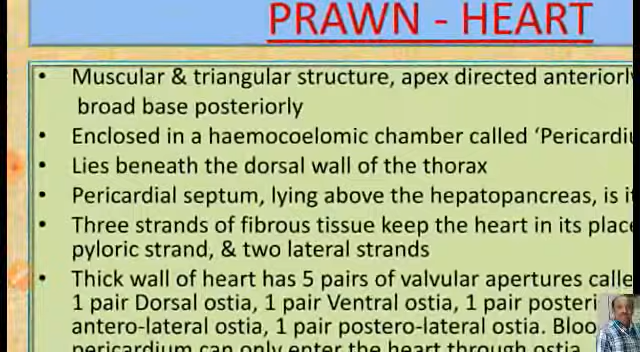 PRAWN - HEART
• Muscular & triangular structure, apex directed anteriorly
broad base posteriorly
• Enclosed in a haemocoelomic chamber called ‘Pericardiu
• Lies beneath the dorsal wall of the thorax
• Pericardial septum, lying above the hepatopancreas, is it
• Three strands of fibrous tissue keep the heart in its place
pyloric strand, & two lateral strands
• Thick wall of heart has 5 pairs of valvular apertures calle
1 pair Dorsal ostia, 1 pair Ventral ostia, 1 pair posteri
antero-lateral ostia, 1 pair postero-lateral ostia. Bloo
pericardium can only enter the heart through ostia